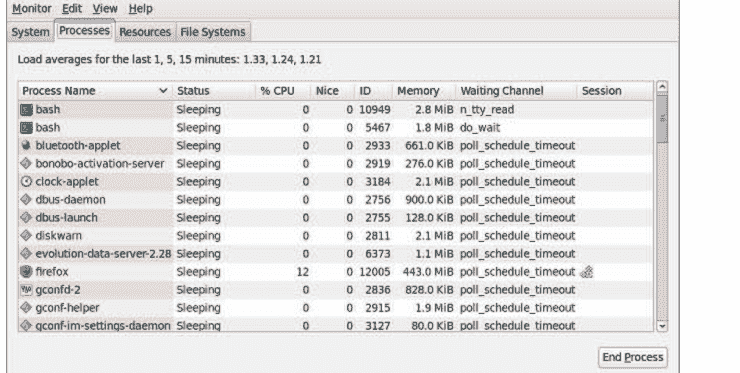 Monitor Edit View Help
System Processes Resources File Systems
Load averages for the last 1, 5, 15 minutes: 1.33, 1.24, 1.21
Process Name Status % CPU Nice ID Memory Waiting Channel Session
bash Sleeping 0 0 10949 2.8 MiB n_tty_read
bash Sleeping 0 0 5467 1.8 MiB do_wait
bluetooth-applet Sleeping 0 0 2933 661.0 KiB poll_schedule_timeout
bonobo-activation-server Sleeping 0 0 2919 276.0 KiB poll_schedule_timeout
clock-applet Sleeping 0 0 3184 2.1 MiB poll_schedule_timeout
dbus-daemon Sleeping 0 0 2756 900.0 KiB poll_schedule_timeout
dbus-launch Sleeping 0 0 2755 128.0 KiB poll_schedule_timeout
diskwarn Sleeping 0 0 2811 2.1 MiB poll_schedule_timeout
evolution-data-server-2.28 Sleeping 0 0 6373 1.1 MiB poll_schedule_timeout
firefox Sleeping 12 0 12005 443.0 MiB poll_schedule_timeout
gconfd-2 Sleeping 0 0 2836 828.0 KiB poll_schedule_timeout
gconf-helper Sleeping 0 0 2915 1.9 MiB poll_schedule_timeout
gconf-im-settings-daemon Sleeping 0 0 3127 80.0 KiB poll_schedule_timeout
End Process